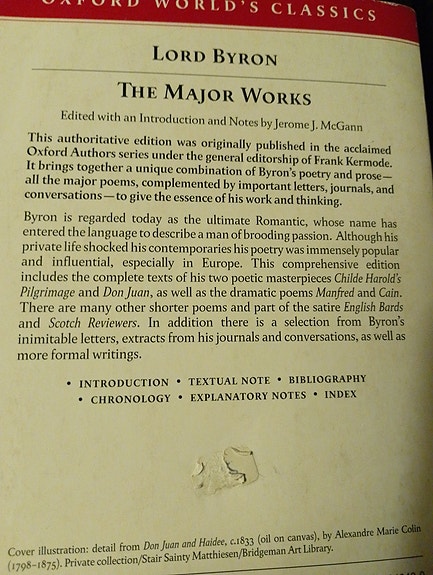 OXFORD WORLD'S CLASSICS
LORD BYRON
THE MAJOR WORKS
Edited with an Introduction and Notes by Jerome J. McGann
This authoritative edition was originally published in the acclaimed
Oxford Authors series under the general editorship of Frank Kermode.
It brings together a unique combination of Byron's poetry and prose—
all the major poems, complemented by important letters, journals, and
conversations—to give the essence of his work and thinking.
Byron is regarded today as the ultimate Romantic, whose name has
entered the language to describe a man of brooding passion. Although his
private life shocked his contemporaries his poetry was immensely popular
and influential, especially in Europe. This comprehensive edition
includes the complete texts of his two poetic masterpieces Childe Harold's
Pilgrimage and Don Juan, as well as the dramatic poems Manfred and Cain.
There are many other shorter poems and part of the satire English Bards
and Scotch Reviewers. In addition there is a selection from Byron's
inimitable letters, extracts from his journals and conversations, as well as
more formal writings.
• INTRODUCTION • TEXTUAL NOTE • BIBLIOGRAPHY
• CHRONOLOGY • EXPLANATORY NOTES • INDEX
Cover illustration: detail from Don Juan and Haidee, c.1833 (oil on canvas), by Alexandre Marie Colin
(1798–1875). Private collection/Stair Sainty Matthiesen/Bridgeman Art Library.